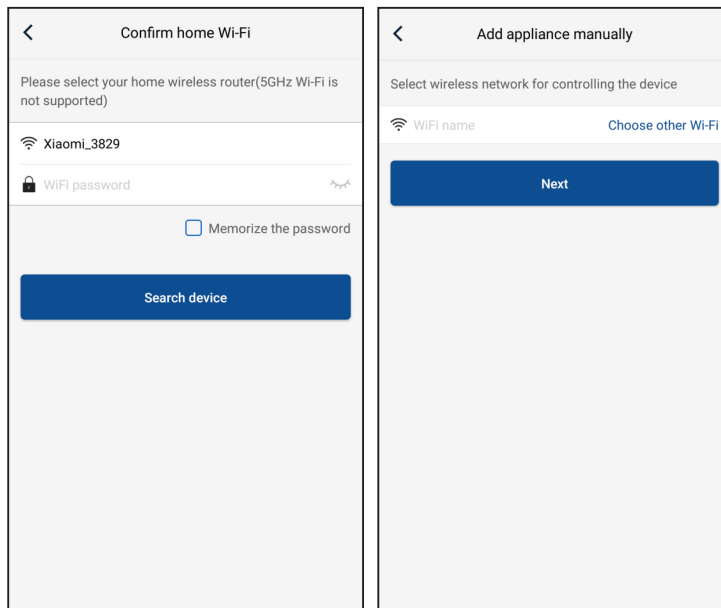 Confirm home Wi-Fi
Please select your home wireless router(5GHz Wi-Fi is
not supported)
Xiaomi_3829
WiFi password
Memorize the password
Search device
Add appliance manually
Select wireless network for controlling the device
WiFi name
Choose other Wi-Fi
Next